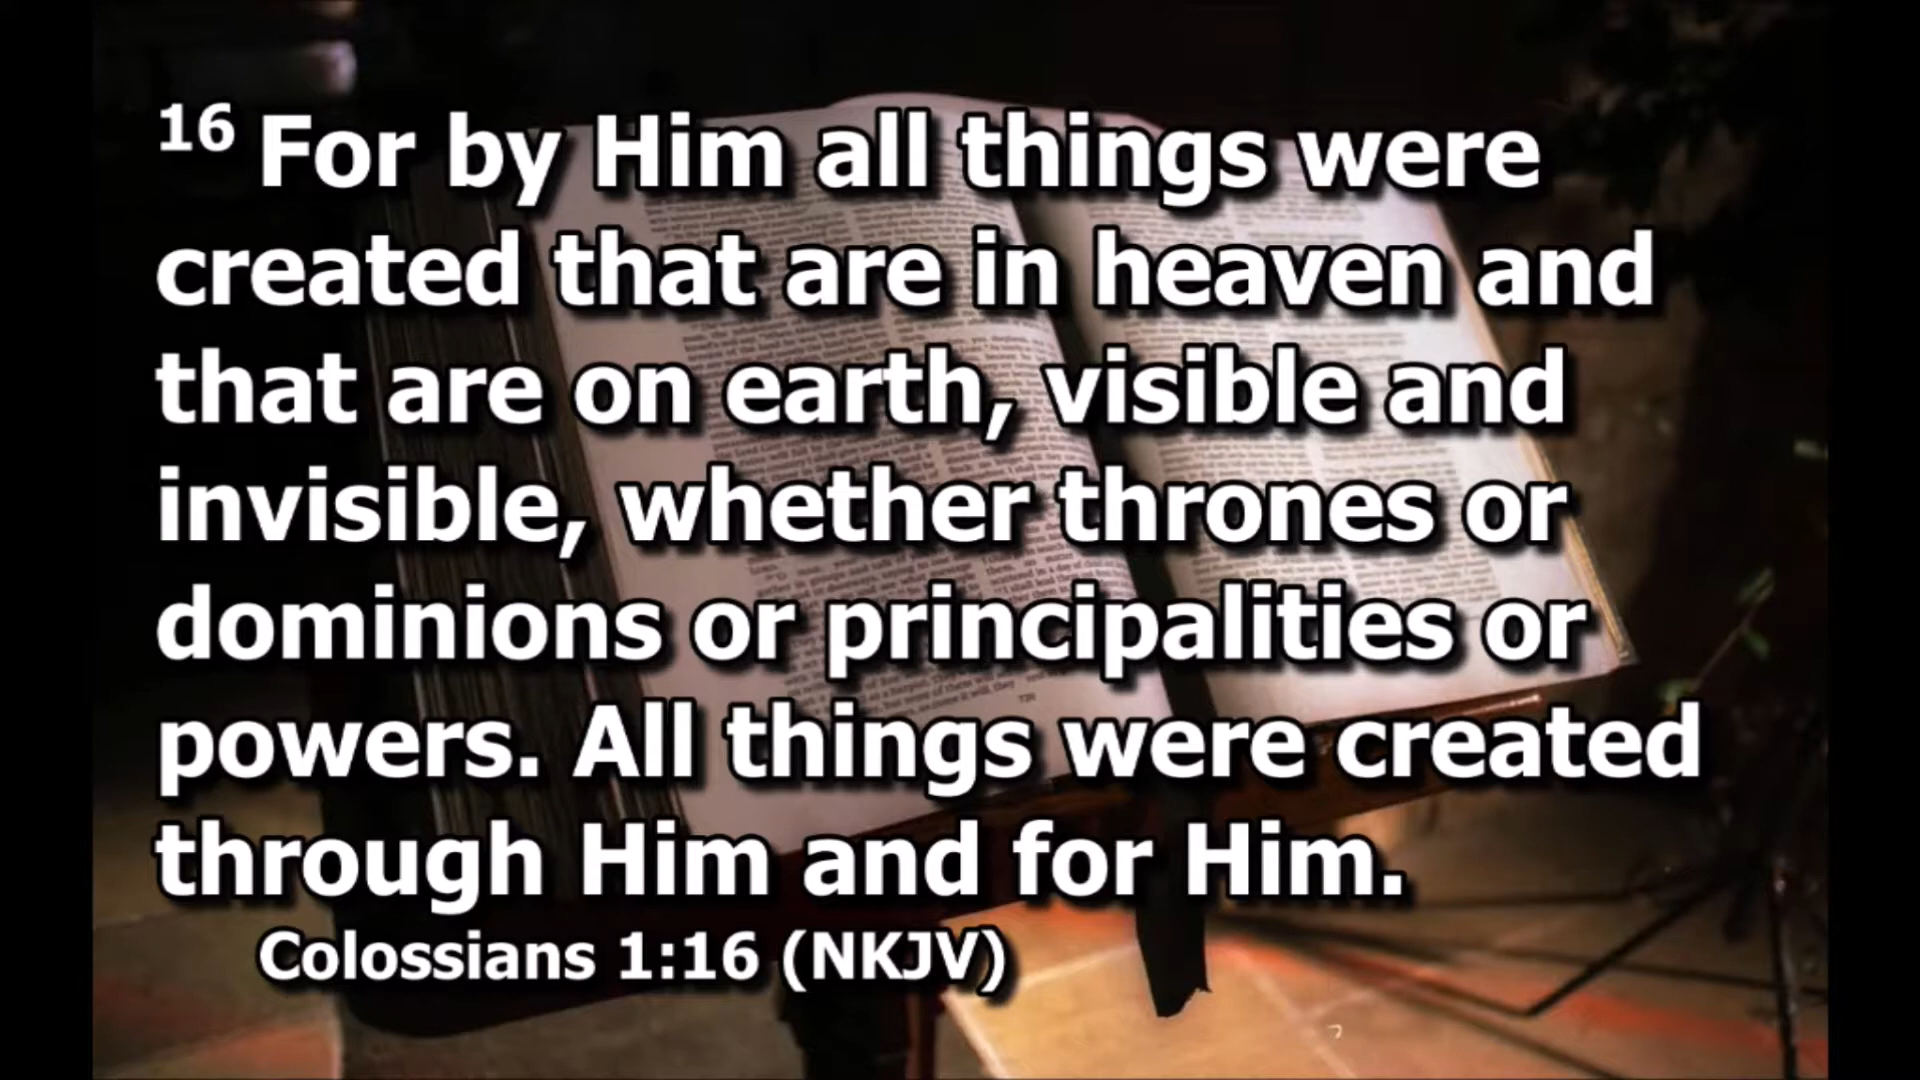 16 For by Him all things were
created that are in heaven and
that are on earth, visible and
invisible, whether thrones or
dominions or principalities or
powers. All things were created
through Him and for Him.
Colossians 1:16 (NKJV)